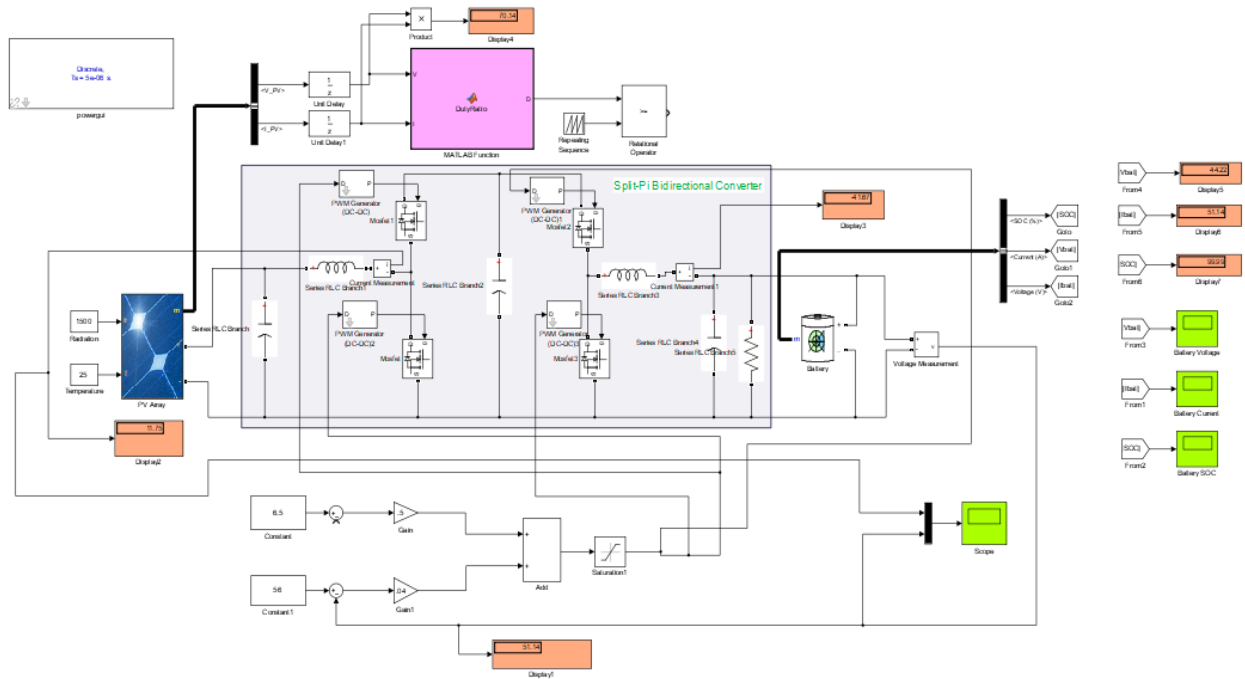 70.14
Product
Display4
Discrete,
Ts = 5e-06 s.
powergui
<V_PV>
1
z
Unit Delay
<I_PV>
1
z
Unit Delay1
V
I
DutyRatio
D
MATLAB Function
Repeating
Sequence
>=
Relational
Operator
Split-Pi Bidirectional Converter
D
P
PWM Generator
(DC-DC)
Mosfet1
D
P
PWM Generator
(DC-DC)1
Mosfet2
-41.87
Display3
Vbat]
From4
44.22
Display5
[Ibat]
From5
51.14
Display6
SOC]
From6
99.99
Display7
<SOC (%)>
[SOC]
Goto
<Current (A)>
[Vbat]
Goto1
<Voltage (V)>
[Ibat]
Goto2
Series RLC Branch1
Current Measurement
Series RLC Branch2
Series RLC Branch3
Current Measurement 1
Series RLC Branch
D
P
PWM Generator
(DC-DC)2
Mosfet
D
P
PWM Generator
(DC-DC)3
Mosfet3
Series RLC Branch4
Series RLC Branch5
m
Battery
v
Voltage Measurement
1500
Radiation
25
Temperature
m
PV Array
Vbat]
From3
Battery Voltage
[Ibat]
From1
Battery Current
SOC]
From2
Battery SOC
11.75
Display2
6.5
Constant
.5
Gain
56
Constant1
.04
Gain1
Add
Saturation1
Scope
51.14
Display1